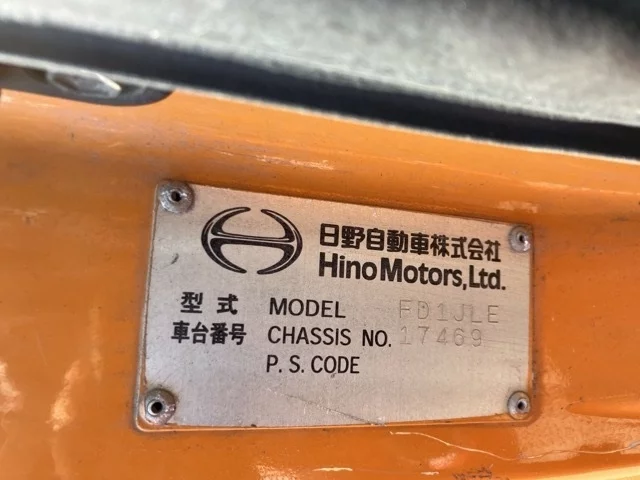 日野自動車株式会社
Hino Motors, Ltd.
型式 MODEL FD1JLE
車台番号 CHASSIS NO. 17469
P.S.CODE